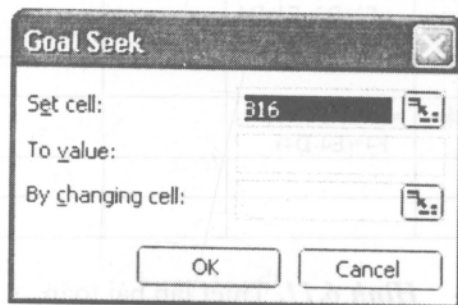 Goal Seek
Set cell:
B16
To value:
By changing cell:
OK
Cancel